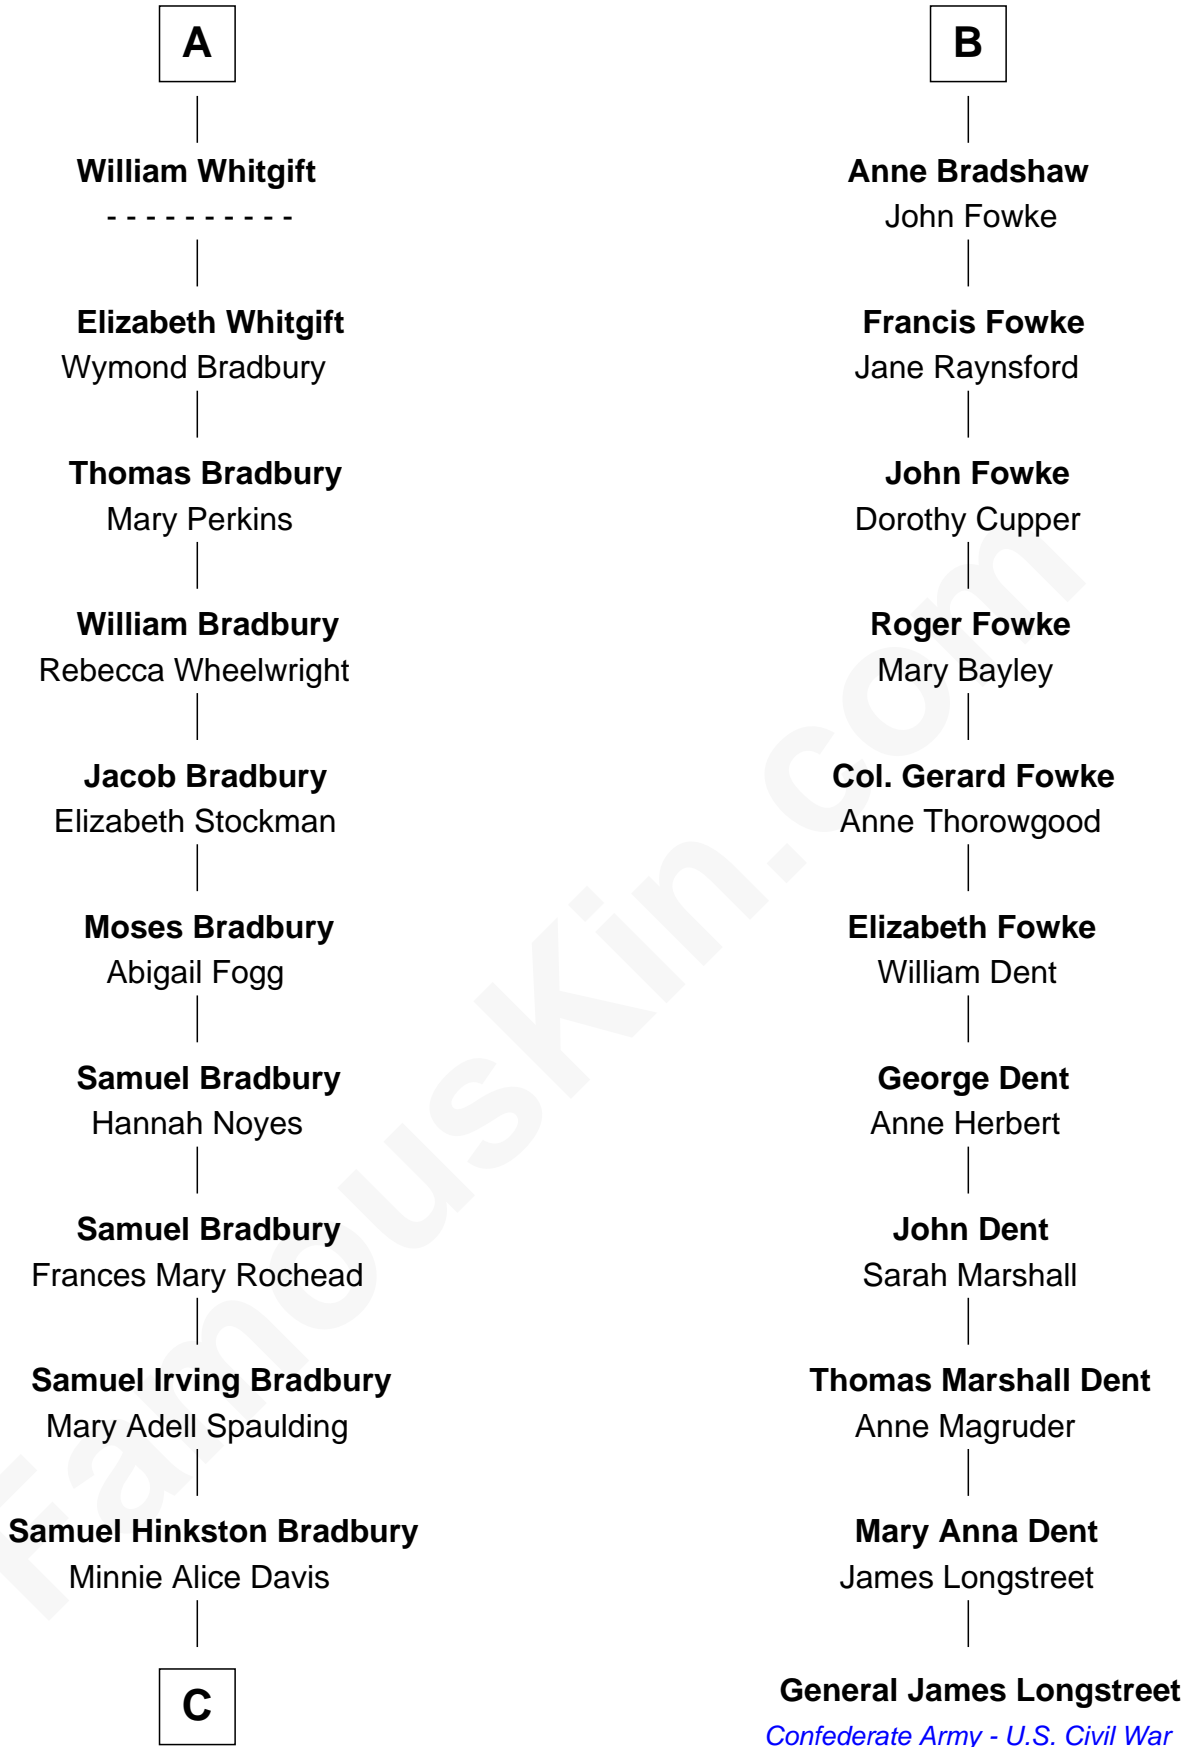 A
William Whitgift
- - - - - - - - - -
Elizabeth Whitgift
Wymond Bradbury
Thomas Bradbury
Mary Perkins
William Bradbury
Rebecca Wheelwright
Jacob Bradbury
Elizabeth Stockman
Moses Bradbury
Abigail Fogg
Samuel Bradbury
Hannah Noyes
Samuel Bradbury
Frances Mary Rochead
Samuel Irving Bradbury
Mary Adell Spaulding
Samuel Hinkston Bradbury
Minnie Alice Davis
C
B
Anne Bradshaw
John Fowke
Francis Fowke
Jane Raynsford
John Fowke
Dorothy Cupper
Roger Fowke
Mary Bayley
Col. Gerard Fowke
Anne Thorowgood
Elizabeth Fowke
William Dent
George Dent
Anne Herbert
John Dent
Sarah Marshall
Thomas Marshall Dent
Anne Magruder
Mary Anna Dent
James Longstreet
General James Longstreet
Confederate Army - U.S. Civil War
FamousKin.com